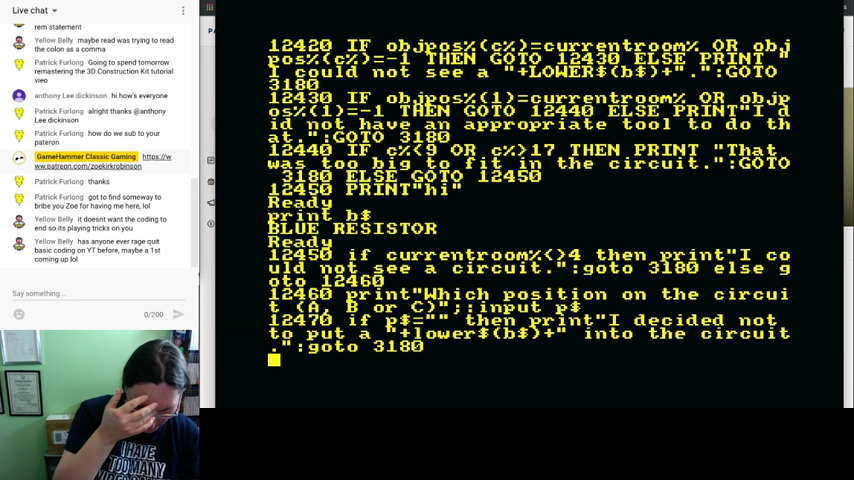 Live chat
rem statement
Yellow Belly maybe read was trying to read
the colon as a comma
Patrick Furlong Going to spend tomorrow
remastering the 3D Construction Kit tutorial
vieo
anthony Lee dickinson hi how's everyone
Patrick Furlong alright thanks @anthony
Lee dickinson
Patrick Furlong how do we sub to your
pateron
GameHammer Classic Gaming https://w
ww.patreon.com/zoekirkrobinson
Patrick Furlong thanks
Patrick Furlong got to find someway to
bribe you Zoe for having me here, lol
Yellow Belly it doesnt want the coding to
end so its playing tricks on you
Yellow Belly has anyone ever rage quit
basic coding on YT before, maybe a 1st
coming up lol
Say something...
0/200
12420 IF objpos%(c%)=currentroom% OR obj
pos%(c%)=-1 THEN GOTO 12430 ELSE PRINT "
I could not see a "+LOWER$(b$)+".":GOTO
3180
12430 IF objpos%(1)=currentroom% OR objp
os%(1)=-1 THEN GOTO 12440 ELSE PRINT"I d
id not have an appropriate tool to do th
at.":GOTO 3180
12440 IF c%<9 OR c%>17 THEN PRINT "That
was too big to fit in the circuit.":GOTO
3180 ELSE GOTO 12450
12450 PRINT"hi"
Ready
print b$
BLUE RESISTOR
Ready
12450 if currentroom%<>4 then print"I co
uld not see a circuit.":goto 3180 else g
oto 12460
12460 print"Which position on the circui
t (A, B or C)";:input p$
12470 if p$="" then print"I decided not
to put a "+lower$(b$)+" into the circuit
.":goto 3180
I HAVE
TOO MANY